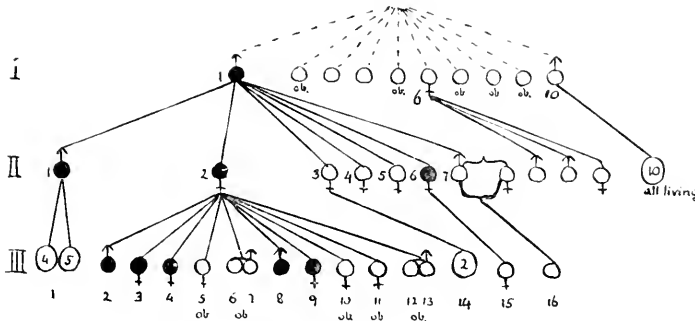 I 1 ob. ob. 6 ob ob ob. 10
II 1 2 3 4 5 6 7 10
all living
III 4 5 2
1 2 3 4 5 6 7 8 9 10 11 12 13 14 15 16
ob ob ob ob ob.